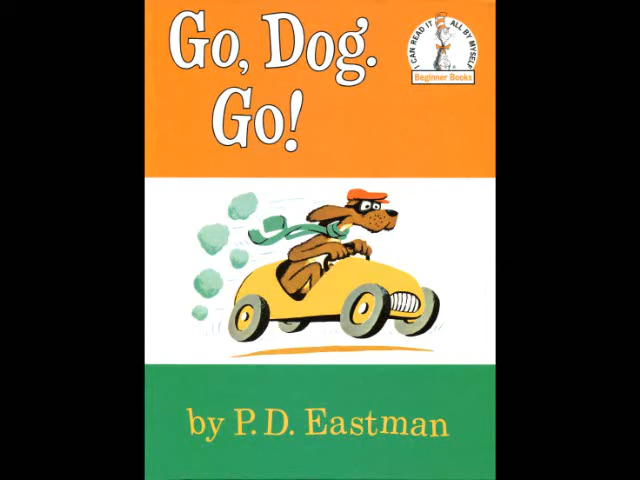 Go, Dog.
Go!
I CAN READ IT ALL BY MYSELF
Beginner Books
by P.D. Eastman